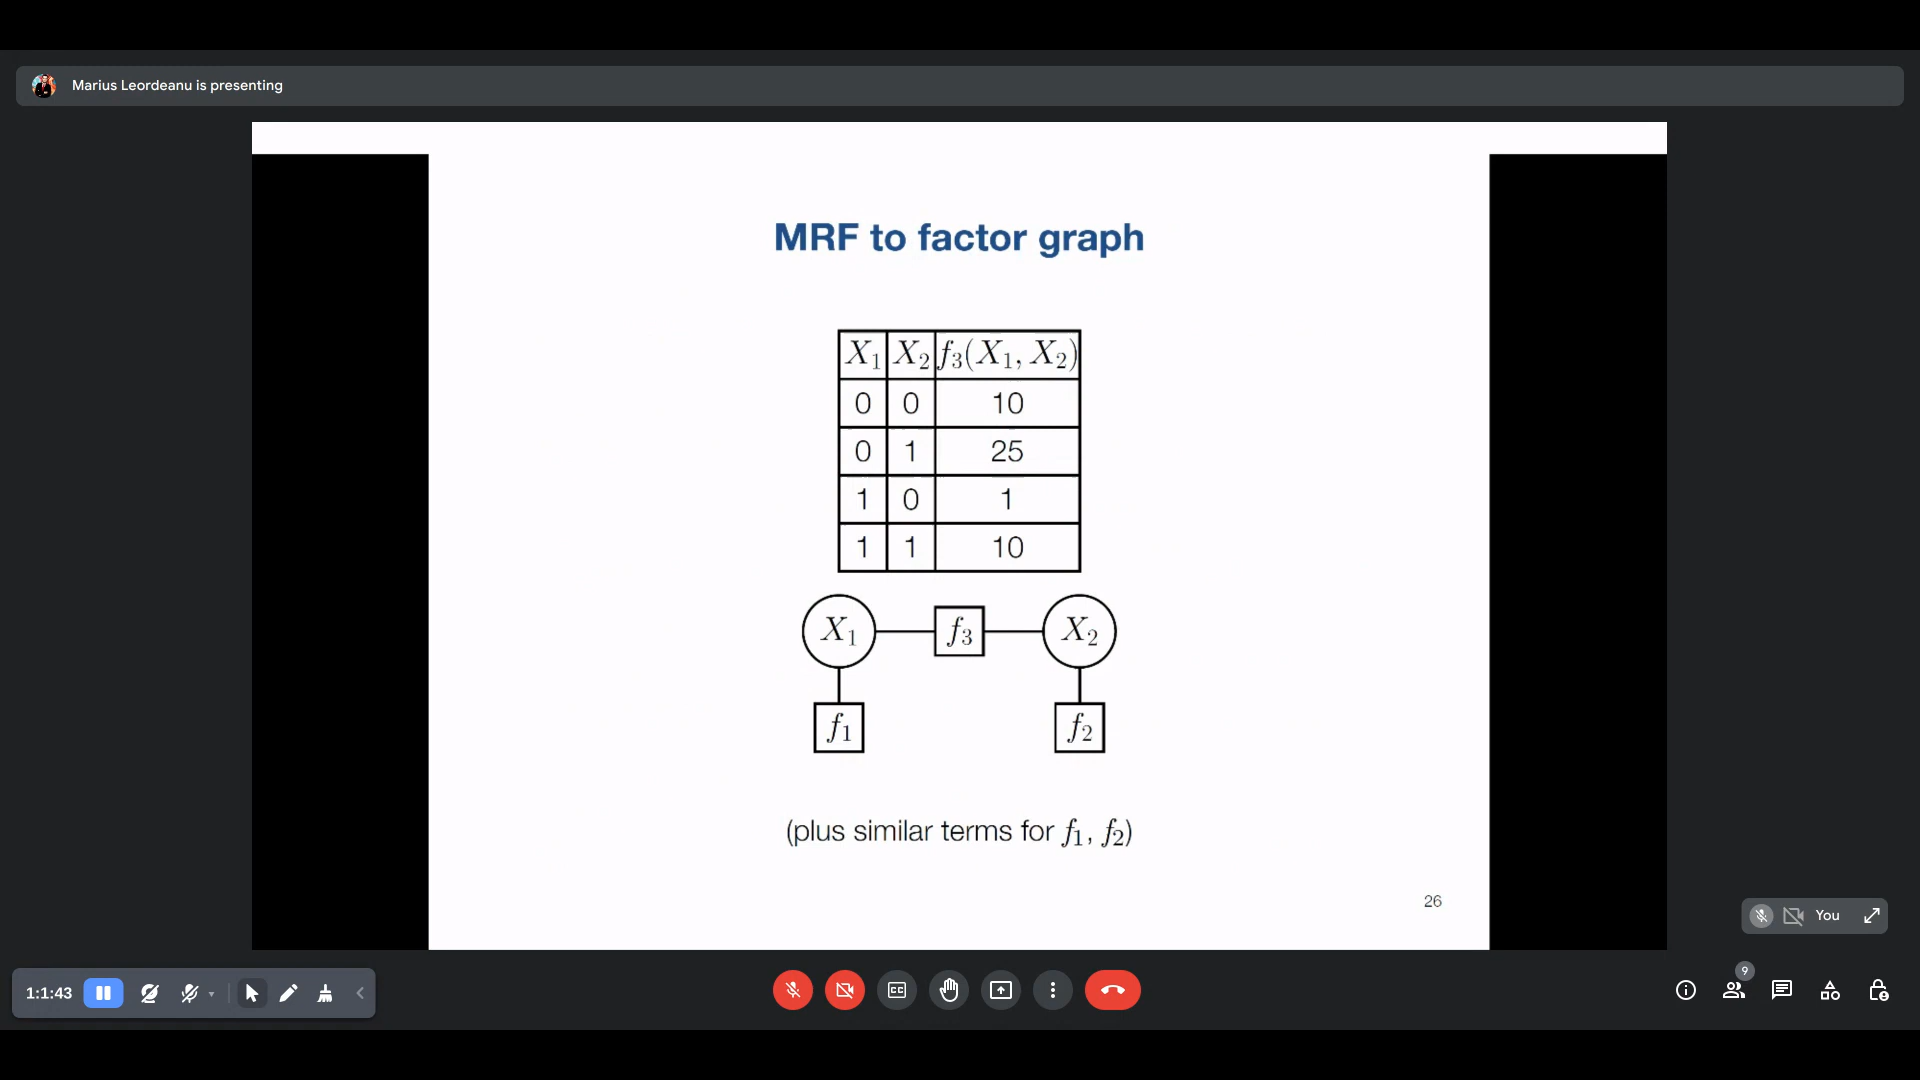 Marius Leordeanu is presenting
MRF to factor graph
X₁ X₂ f₃(X₁, X₂)
0 0 10
0 1 25
1 0 1
1 1 10
X₁ f₃ X₂
f₁ f₂
(plus similar terms for f₁, f₂)
26
You
1:1:43
9